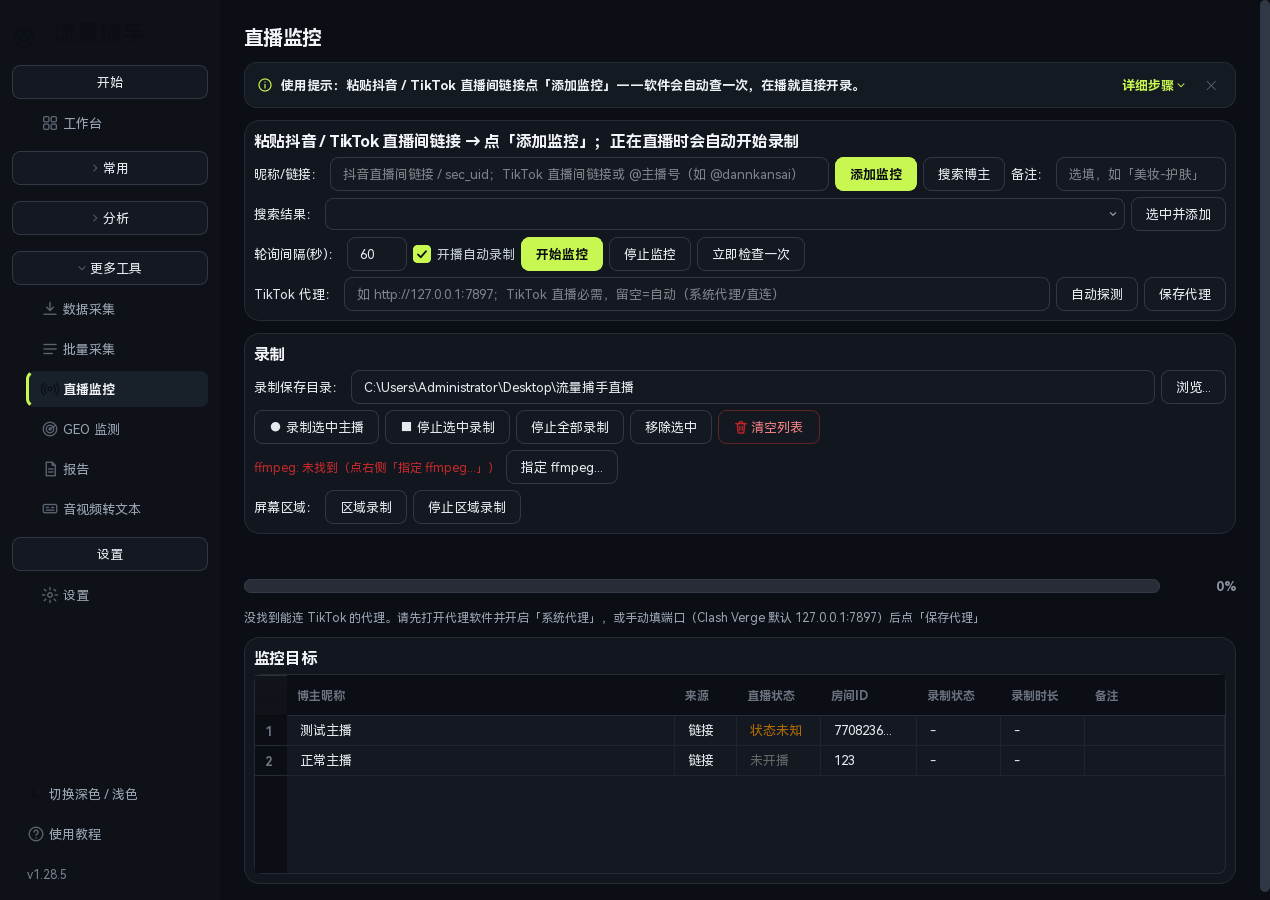 流量捕手
开始
工作台
常用
分析
更多工具
数据采集
批量采集
直播监控
GEO 监测
报告
音视频转文本
设置
设置
切换深色 / 浅色
使用教程
v1.28.5
直播监控
使用提示：粘贴抖音 / TikTok 直播间链接点「添加监控」——软件会自动查一次，在播就直接开录。 详细步骤
粘贴抖音 / TikTok 直播间链接 → 点「添加监控」；正在直播时会自动开始录制
昵称/链接： 抖音直播间链接 / sec_uid；TikTok 直播间链接或 @主播号（如 @dannkansai） 添加监控 搜索博主 备注： 选填，如「美妆-护肤」
搜索结果： 选中并添加
轮询间隔(秒)： 60 开播自动录制 开始监控 停止监控 立即检查一次
TikTok 代理： 如 http://127.0.0.1:7897；TikTok 直播必需，留空=自动（系统代理/直连） 自动探测 保存代理
录制
录制保存目录： C:\Users\Administrator\Desktop\流量捕手直播 浏览...
● 录制选中主播 ■ 停止选中录制 停止全部录制 移除选中 清空列表
ffmpeg: 未找到（点右侧「指定 ffmpeg...」） 指定 ffmpeg...
屏幕区域： 区域录制 停止区域录制
0%
没找到能连 TikTok 的代理。请先打开代理软件并开启「系统代理」，或手动填端口（Clash Verge 默认 127.0.0.1:7897）后点「保存代理」
监控目标
博主昵称 来源 直播状态 房间ID 录制状态 录制时长 备注
1 测试主播 链接 状态未知 7708236... - -
2 正常主播 链接 未开播 123 - -